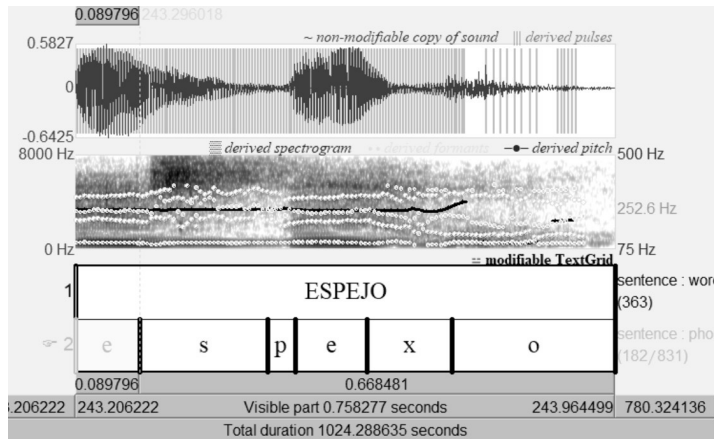 0.089796 243.296018
~ non-modifiable copy of sound ||| derived pulses
0.5827
0
-0.6425
derived spectrogram derived formants derived pitch
8000 Hz 500 Hz
252.6 Hz
0 Hz 75 Hz
modifiable TextGrid
1 ESPEJO sentence : wor
(363)
2 e s p e x o sentence : pho
(182/831)
0.089796 0.668481
3.206222 243.206222 Visible part 0.758277 seconds 243.964499 780.324136
Total duration 1024.288635 seconds